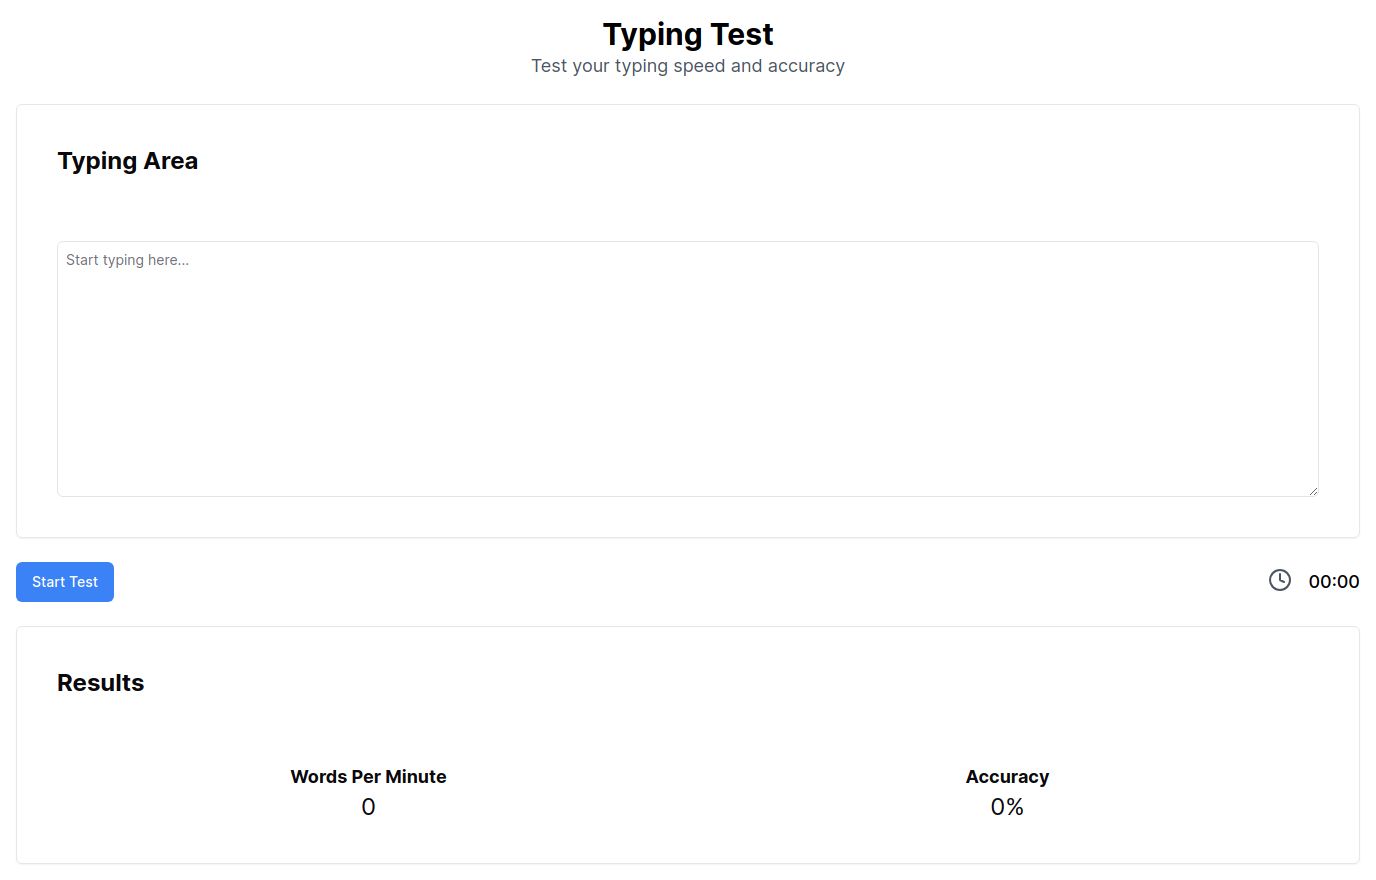 Typing Test
Test your typing speed and accuracy
Typing Area
Start typing here...
Start Test
00:00
Results
Words Per Minute
Accuracy
0
0%